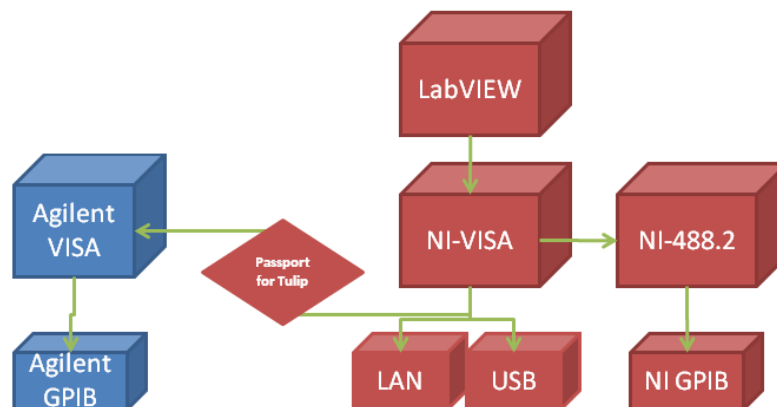 LabVIEW
Agilent
VISA
Passport
for Tulip
NI-VISA
NI-488.2
Agilent
GPIB
LAN
USB
NI GPIB